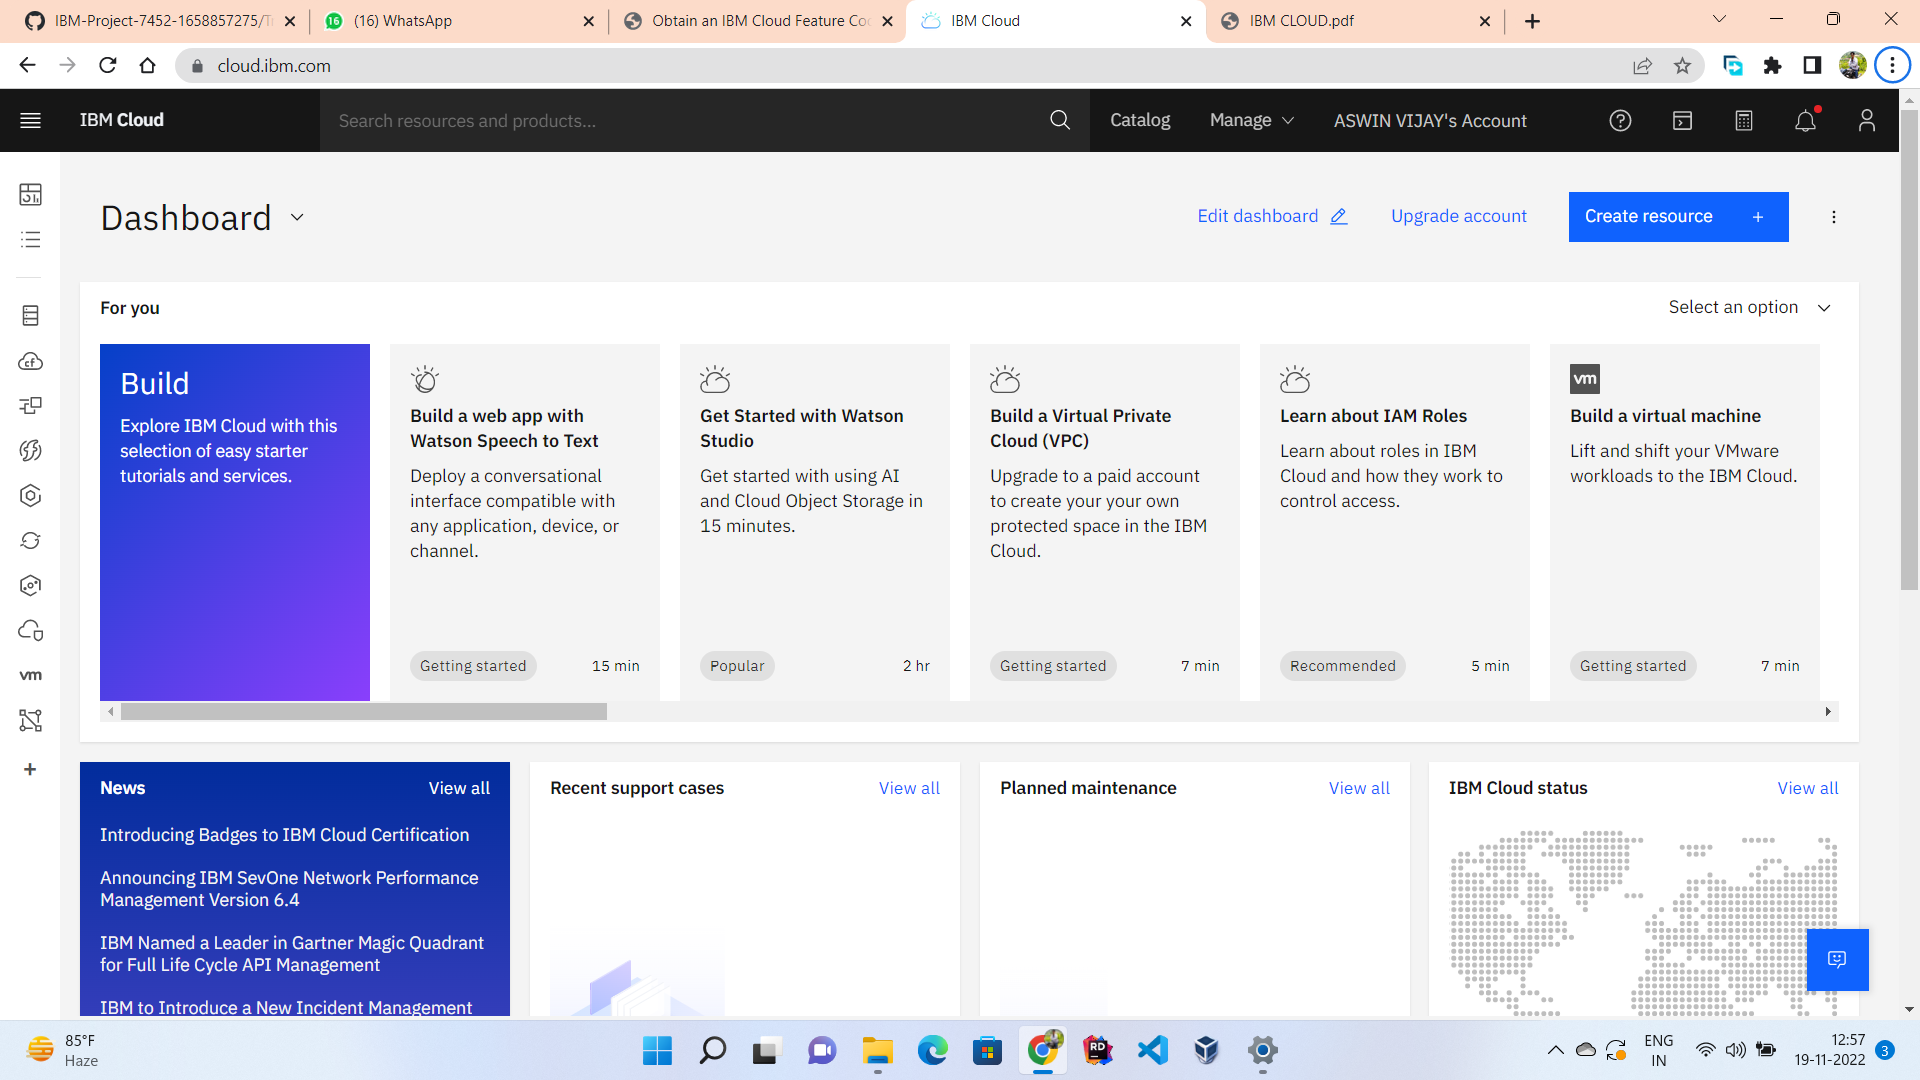 IBM-Project-7452-1658857275/Tr
(16) WhatsApp
Obtain an IBM Cloud Feature Coc
IBM Cloud
IBM CLOUD.pdf
cloud.ibm.com
IBM Cloud
Search resources and products...
Catalog
Manage
ASWIN VIJAY's Account
Dashboard
Edit dashboard
Upgrade account
Create resource +
For you
Select an option
Build
Explore IBM Cloud with this
selection of easy starter
tutorials and services.
Build a web app with
Watson Speech to Text
Deploy a conversational
interface compatible with
any application, device, or
channel.
Getting started
15 min
Get Started with Watson
Studio
Get started with using AI
and Cloud Object Storage in
15 minutes.
Popular
2 hr
Build a Virtual Private
Cloud (VPC)
Upgrade to a paid account
to create your your own
protected space in the IBM
Cloud.
Getting started
7 min
Learn about IAM Roles
Learn about roles in IBM
Cloud and how they work to
control access.
Recommended
5 min
vm
Build a virtual machine
Lift and shift your VMware
workloads to the IBM Cloud.
Getting started
7 min
vm
News
View all
Introducing Badges to IBM Cloud Certification
Announcing IBM SevOne Network Performance
Management Version 6.4
IBM Named a Leader in Gartner Magic Quadrant
for Full Life Cycle API Management
IBM to Introduce a New Incident Management
Recent support cases
View all
Planned maintenance
View all
IBM Cloud status
View all
85°F
Haze
ENG
IN
12:57
19-11-2022
3